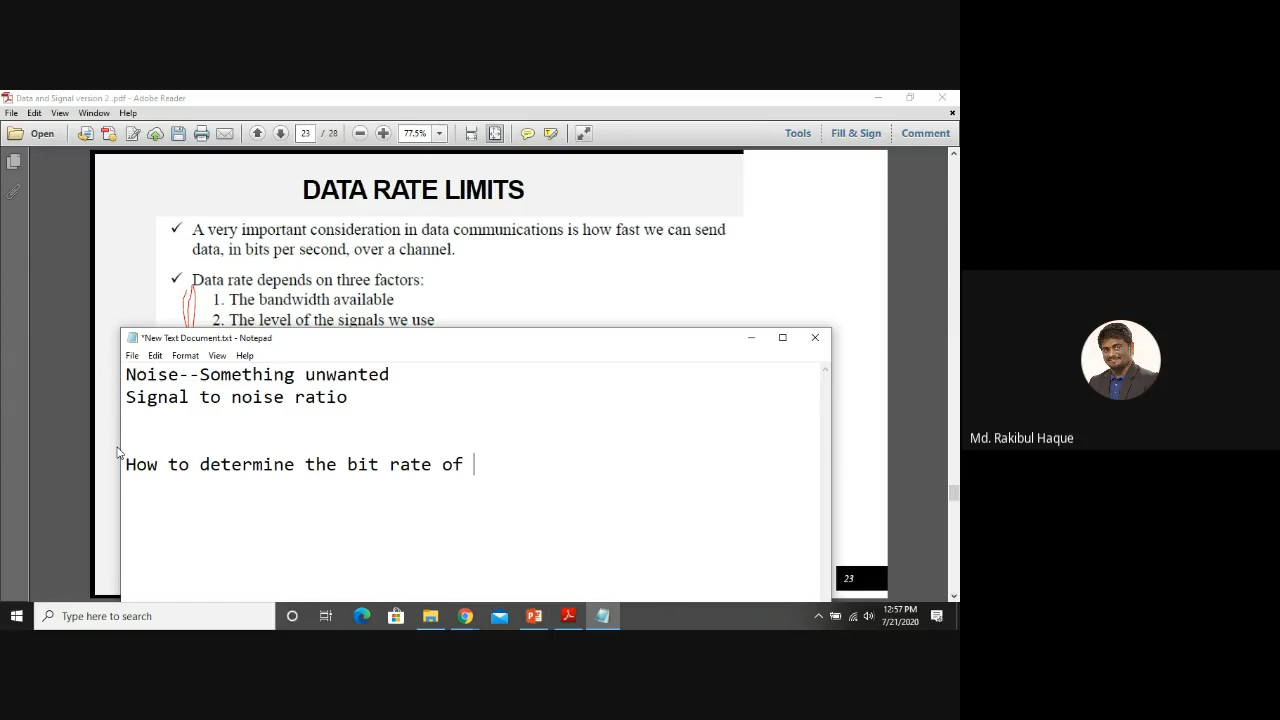 Data and Signal version 2 .pdf - Adobe Reader
File Edit View Window Help
Open 23 / 28 77.5% Tools Fill & Sign Comment
DATA RATE LIMITS
✓ A very important consideration in data communications is how fast we can send
data, in bits per second, over a channel.
✓ Data rate depends on three factors:
1. The bandwidth available
2. The level of the signals we use
*New Text Document.txt - Notepad
File Edit Format View Help
Noise--Something unwanted
Signal to noise ratio
How to determine the bit rate of
23
Md. Rakibul Haque
Type here to search
12:57 PM
7/21/2020